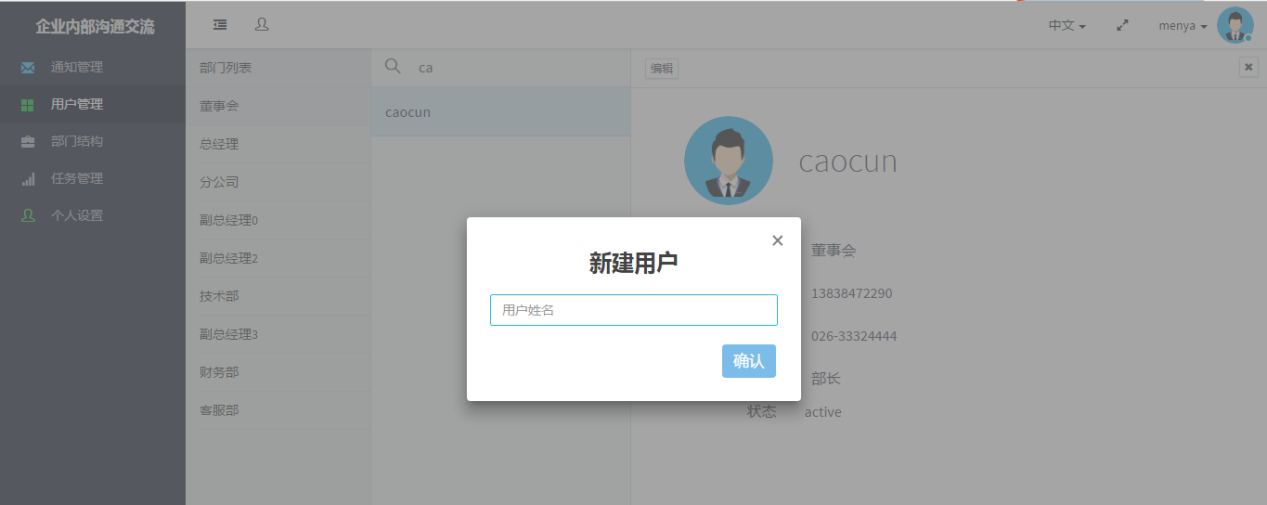 企业内部沟通交流
中文
menya
通知管理
用户管理
部门结构
任务管理
个人设置
部门列表
董事会
总经理
分公司
副总经理0
副总经理2
技术部
副总经理3
财务部
客服部
ca
caocun
编辑
caocun
董事会
13838472290
026-33324444
部长
状态 active
新建用户
用户姓名
确认